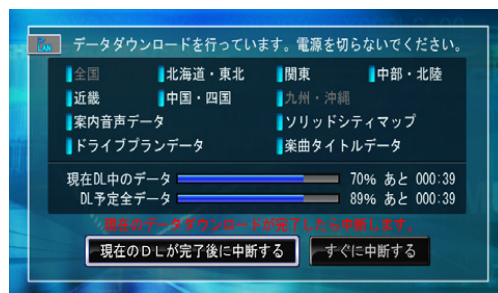 LAN データダウンロードを行っています。電源を切らないでください。
全国 北海道・東北 関東 中部・北陸
近畿 中国・四国 九州・沖縄
案内音声データ ソリッドシティマップ
ドライブプランデータ 楽曲タイトルデータ
現在DL中のデータ 70% あと 000:39
DL予定全データ 89% あと 000:39
現在のデータダウンロードが完了したら中断します。
現在のＤＬが完了後に中断する すぐに中断する